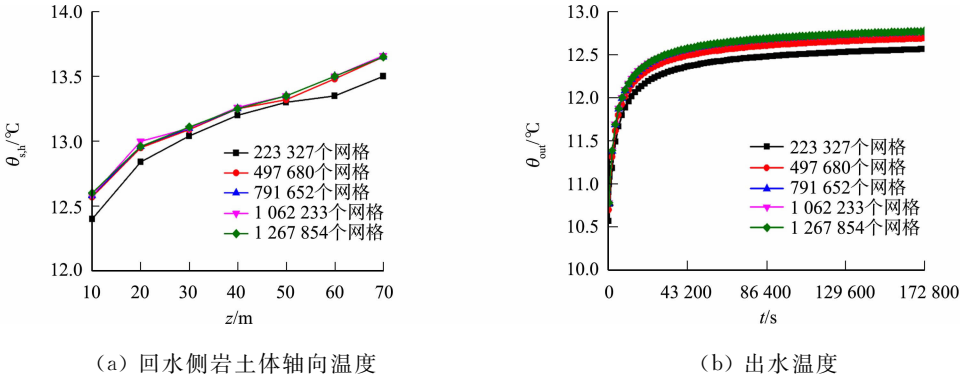 14.0
13.5
13.0
12.5
12.0
θs,h/℃
10 20 30 40 50 60 70
z/m
223 327个网格
497 680个网格
791 652个网格
1 062 233个网格
1 267 854个网格
(a) 回水侧岩土体轴向温度
13.0
12.5
12.0
11.5
11.0
10.5
10.0
θout/℃
0 43 200 86 400 129 600 172 800
t/s
223 327个网格
497 680个网格
791 652个网格
1 062 233个网格
1 267 854个网格
(b) 出水温度